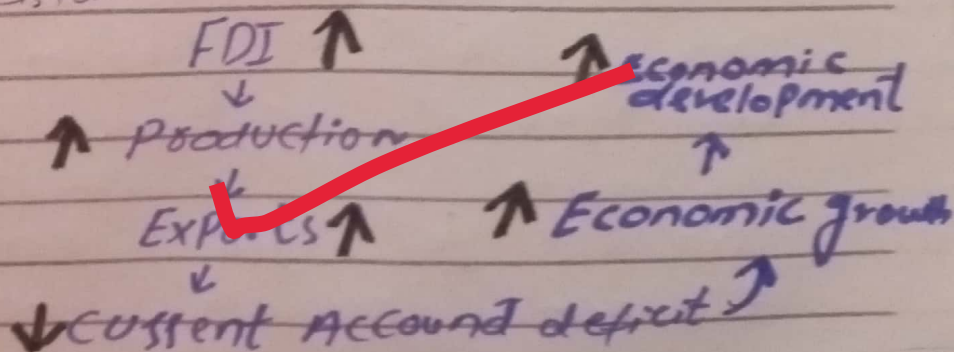 FDI ↑
↓
↑ Production
↓
Exports ↑
↓
↓ Current Account deficit
↑ Economic growth
↑
↑ Economic
development